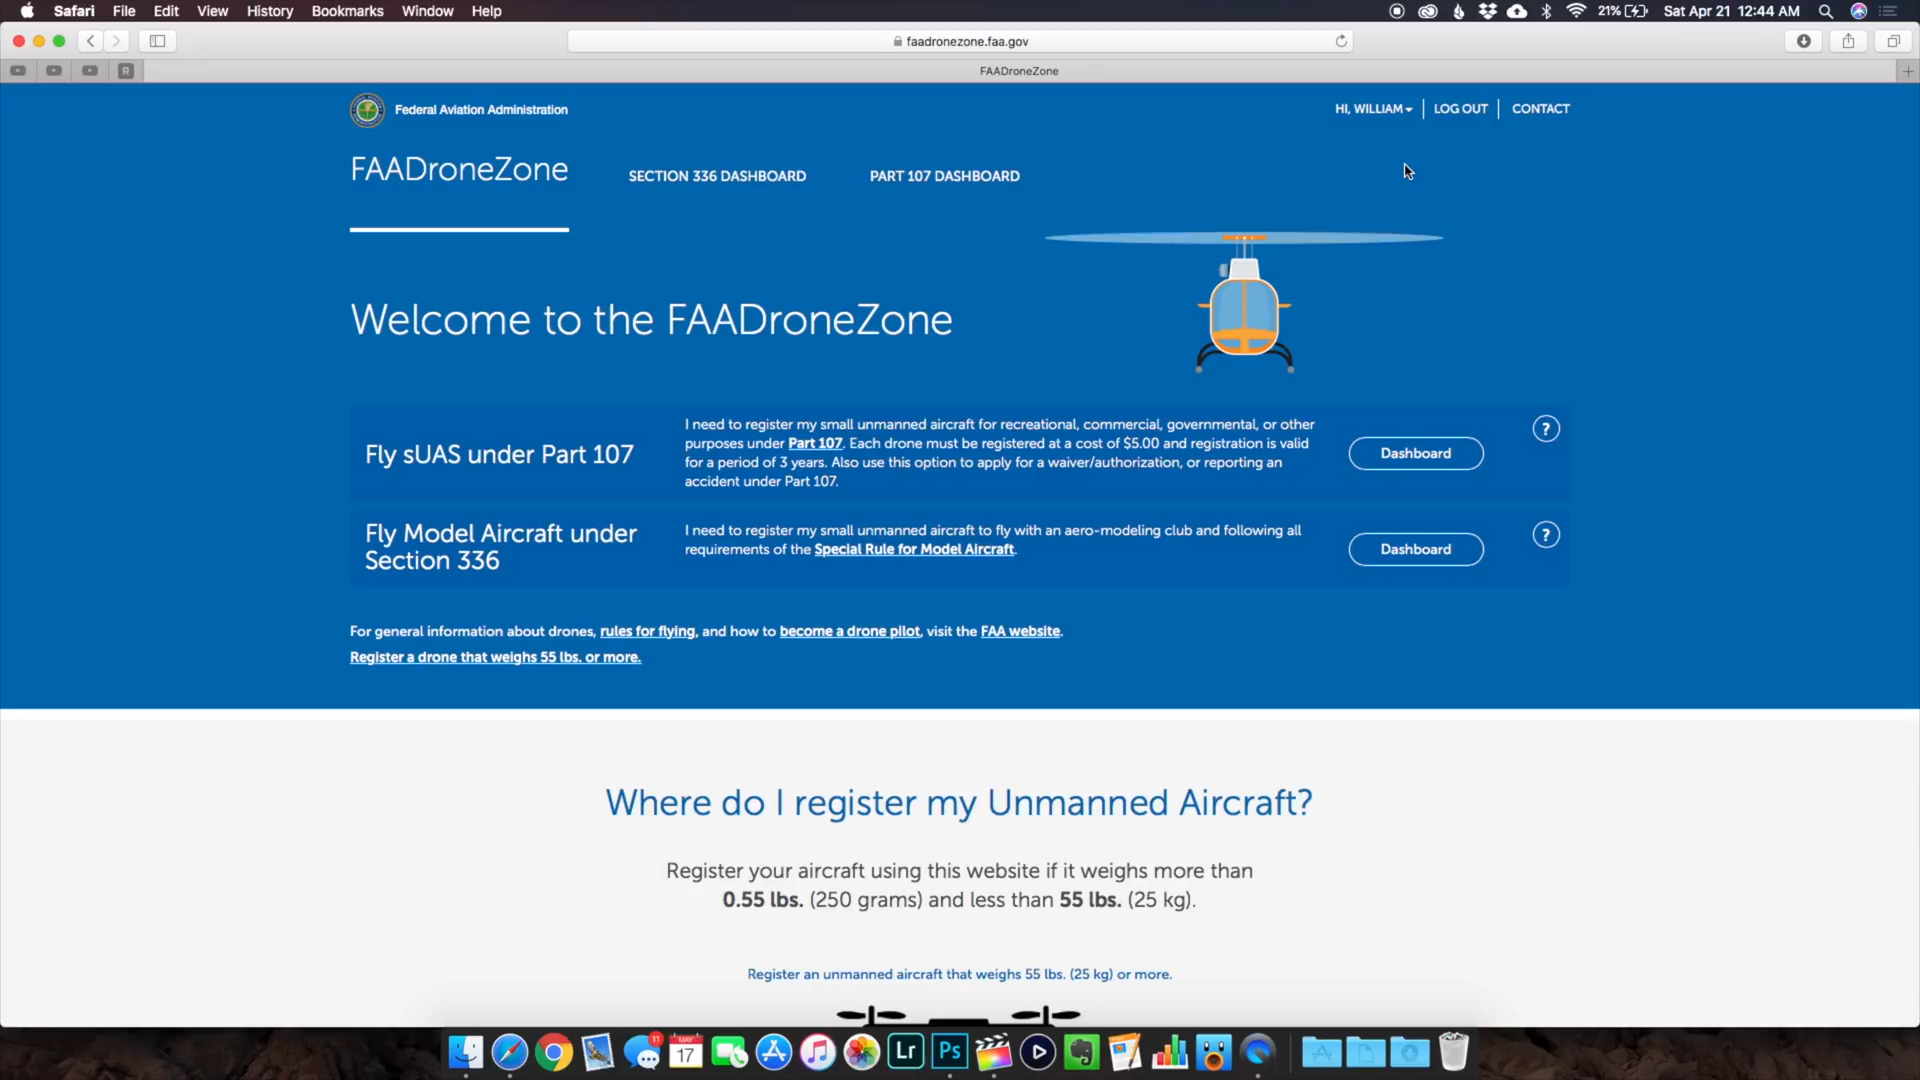 Safari File Edit View History Bookmarks Window Help 21% Sat Apr 21 12:44 AM
faadronezone.faa.gov
R FAADroneZone
Federal Aviation Administration HI, WILLIAM LOG OUT CONTACT
FAADroneZone SECTION 336 DASHBOARD PART 107 DASHBOARD
Welcome to the FAADroneZone
Fly sUAS under Part 107
I need to register my small unmanned aircraft for recreational, commercial, governmental, or other
purposes under Part 107. Each drone must be registered at a cost of $5.00 and registration is valid
for a period of 3 years. Also use this option to apply for a waiver/authorization, or reporting an
accident under Part 107.
Dashboard ?
Fly Model Aircraft under
Section 336
I need to register my small unmanned aircraft to fly with an aero-modeling club and following all
requirements of the Special Rule for Model Aircraft.
Dashboard ?
For general information about drones, rules for flying, and how to become a drone pilot, visit the FAA website.
Register a drone that weighs 55 lbs. or more.
Where do I register my Unmanned Aircraft?
Register your aircraft using this website if it weighs more than
0.55 lbs. (250 grams) and less than 55 lbs. (25 kg).
Register an unmanned aircraft that weighs 55 lbs. (25 kg) or more.
11 MAY 17 Lr Ps